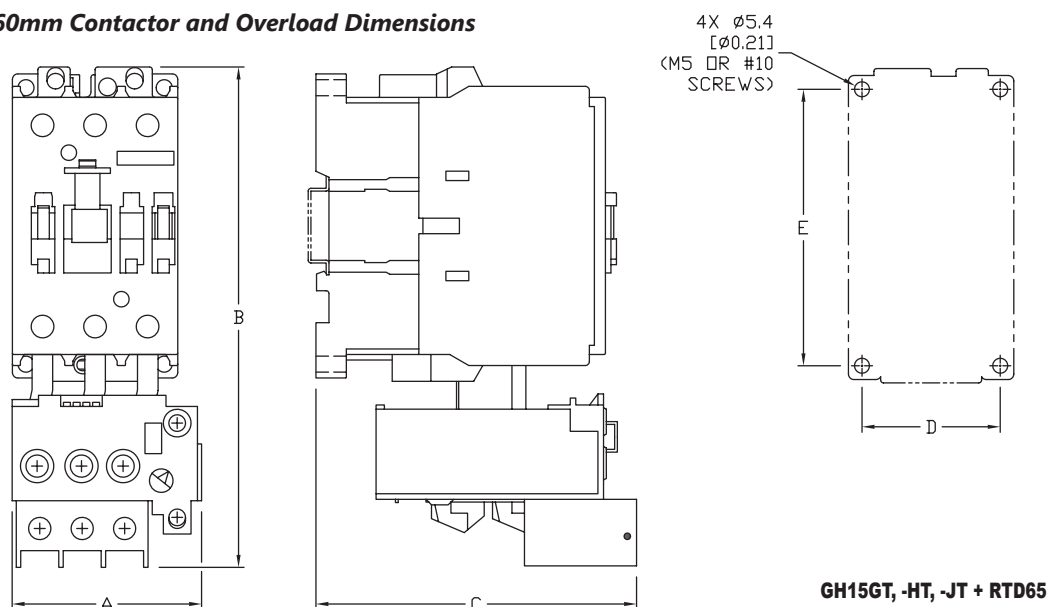 60mm Contactor and Overload Dimensions
4X ø5.4
[ø0.21]
(M5 OR #10
SCREWS)
B
E
D
A
C
GH15GT, -HT, -JT + RTD65